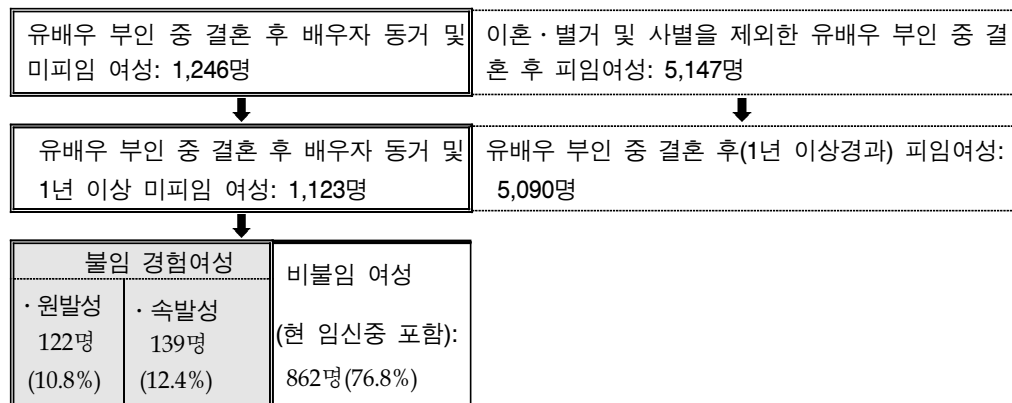 유배우 부인 중 결혼 후 배우자 동거 및
미피임 여성: 1,246명
이혼·별거 및 사별을 제외한 유배우 부인 중 결
혼 후 피임여성: 5,147명
유배우 부인 중 결혼 후 배우자 동거 및
1년 이상 미피임 여성: 1,123명
유배우 부인 중 결혼 후(1년 이상경과) 피임여성:
5,090명
불임 경험여성
·원발성
122명
(10.8%)
·속발성
139명
(12.4%)
비불임 여성
(현 임신중 포함):
862명(76.8%)